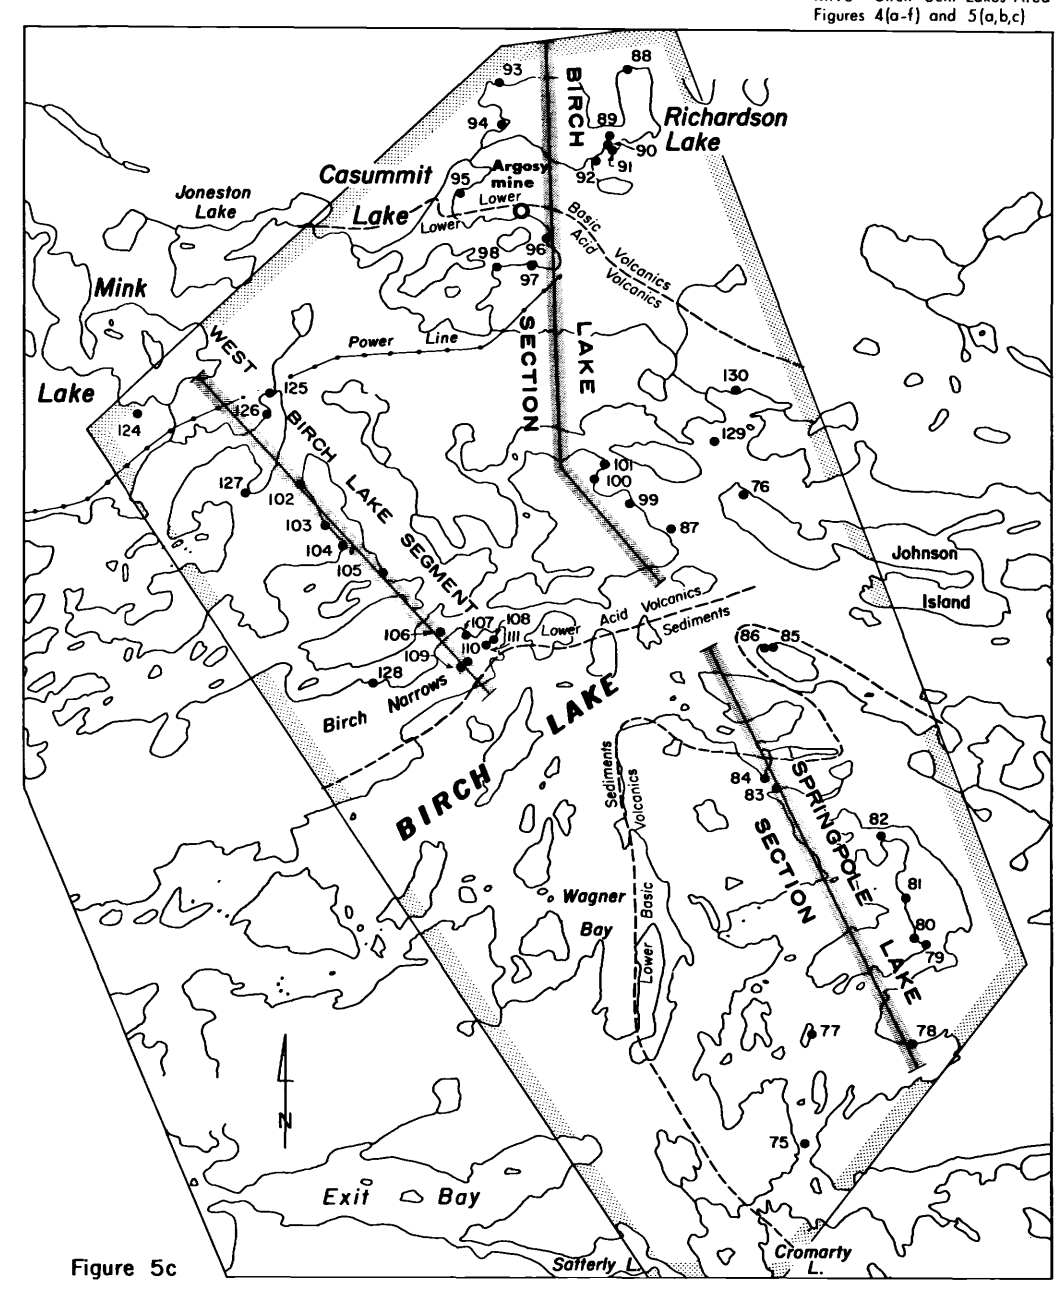 Figures 4(a-f) and 5(a,b,c)
93
88
BIRCH
94
89
Richardson
Lake
90
91
92
Argosy
mine
Casummit
Lake
95
Joneston
Lake
Lower
Lower
Basic
Acid
Volcanics
Volcanics
96
98
97
Mink
Lake
SECTION
LAKE
Power Line
WEST
BIRCH
LAKE
SEGMENT
125
126
124
130
129
127
102
101
100
99
76
87
103
104
105
Johnson
Island
Lower Acid Volcanics
Sediments
106
107
108
111
110
109
128
86
85
Birch Narrows
BIRCH LAKE
Sediments
Volcanics
84
83
SPRINGPOLE
LAKE
SECTION
82
81
80
79
Wagner
Bay
Lower Basic
77
78
N
75
Exit Bay
Satterly L.
Cromarty
L.
Figure 5c